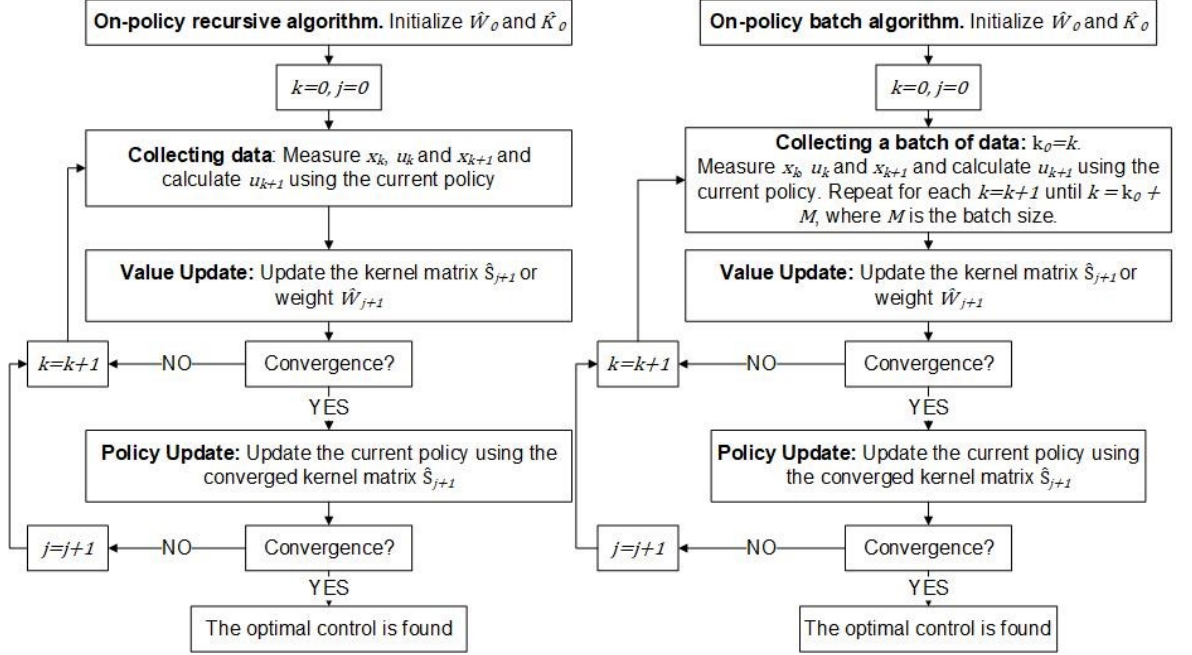 On-policy recursive algorithm. Initialize Ŵ₀ and K̂₀
k=0, j=0
Collecting data: Measure xₖ, uₖ and xₖ₊₁ and
calculate uₖ₊₁ using the current policy
Value Update: Update the kernel matrix Ŝⱼ₊₁ or
weight Ŵⱼ₊₁
k=k+1
NO
Convergence?
YES
Policy Update: Update the current policy using the
converged kernel matrix Ŝⱼ₊₁
j=j+1
NO
Convergence?
YES
The optimal control is found
On-policy batch algorithm. Initialize Ŵ₀ and K̂₀
k=0, j=0
Collecting a batch of data: k₀=k.
Measure xₖ, uₖ and xₖ₊₁ and calculate uₖ₊₁ using the
current policy. Repeat for each k=k+1 until k = k₀ +
M, where M is the batch size.
Value Update: Update the kernel matrix Ŝⱼ₊₁ or
weight Ŵⱼ₊₁
k=k+1
NO
Convergence?
YES
Policy Update: Update the current policy using
the converged kernel matrix Ŝⱼ₊₁
j=j+1
NO
Convergence?
YES
The optimal control is found